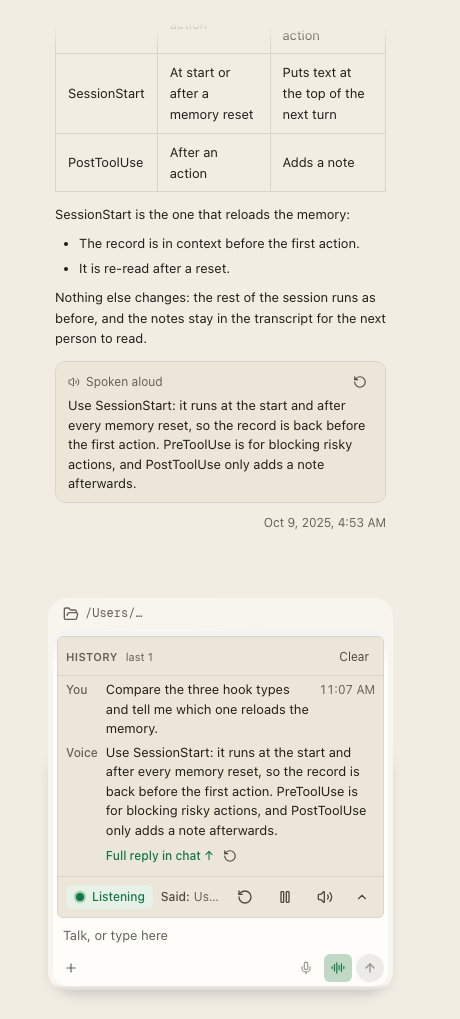 action
action
SessionStart
At start or
after a
memory reset
Puts text at
the top of the
next turn
PostToolUse
After an
action
Adds a note
SessionStart is the one that reloads the memory:
• The record is in context before the first action.
• It is re-read after a reset.
Nothing else changes: the rest of the session runs as
before, and the notes stay in the transcript for the next
person to read.
Spoken aloud
Use SessionStart: it runs at the start and after
every memory reset, so the record is back before
the first action. PreToolUse is for blocking risky
actions, and PostToolUse only adds a note
afterwards.
Oct 9, 2025, 4:53 AM
/Users/…
HISTORY last 1 Clear
You Compare the three hook types 11:07 AM
and tell me which one reloads the
memory.
Voice Use SessionStart: it runs at the start and
after every memory reset, so the record is
back before the first action. PreToolUse is
for blocking risky actions, and PostToolUse
only adds a note afterwards.
Full reply in chat ↑
Listening Said: Us...
Talk, or type here